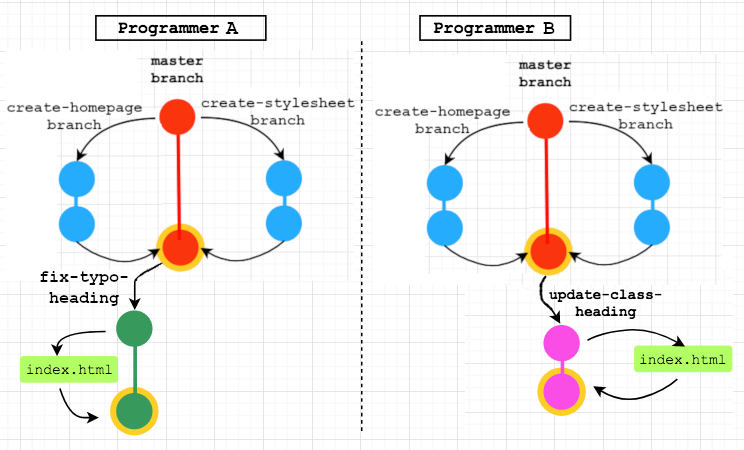 Programmer A
master
branch
create-homepage
branch
create-stylesheet
branch
fix-typo-
heading
index.html
Programmer B
master
branch
create-homepage
branch
create-stylesheet
branch
update-class-
heading
index.html